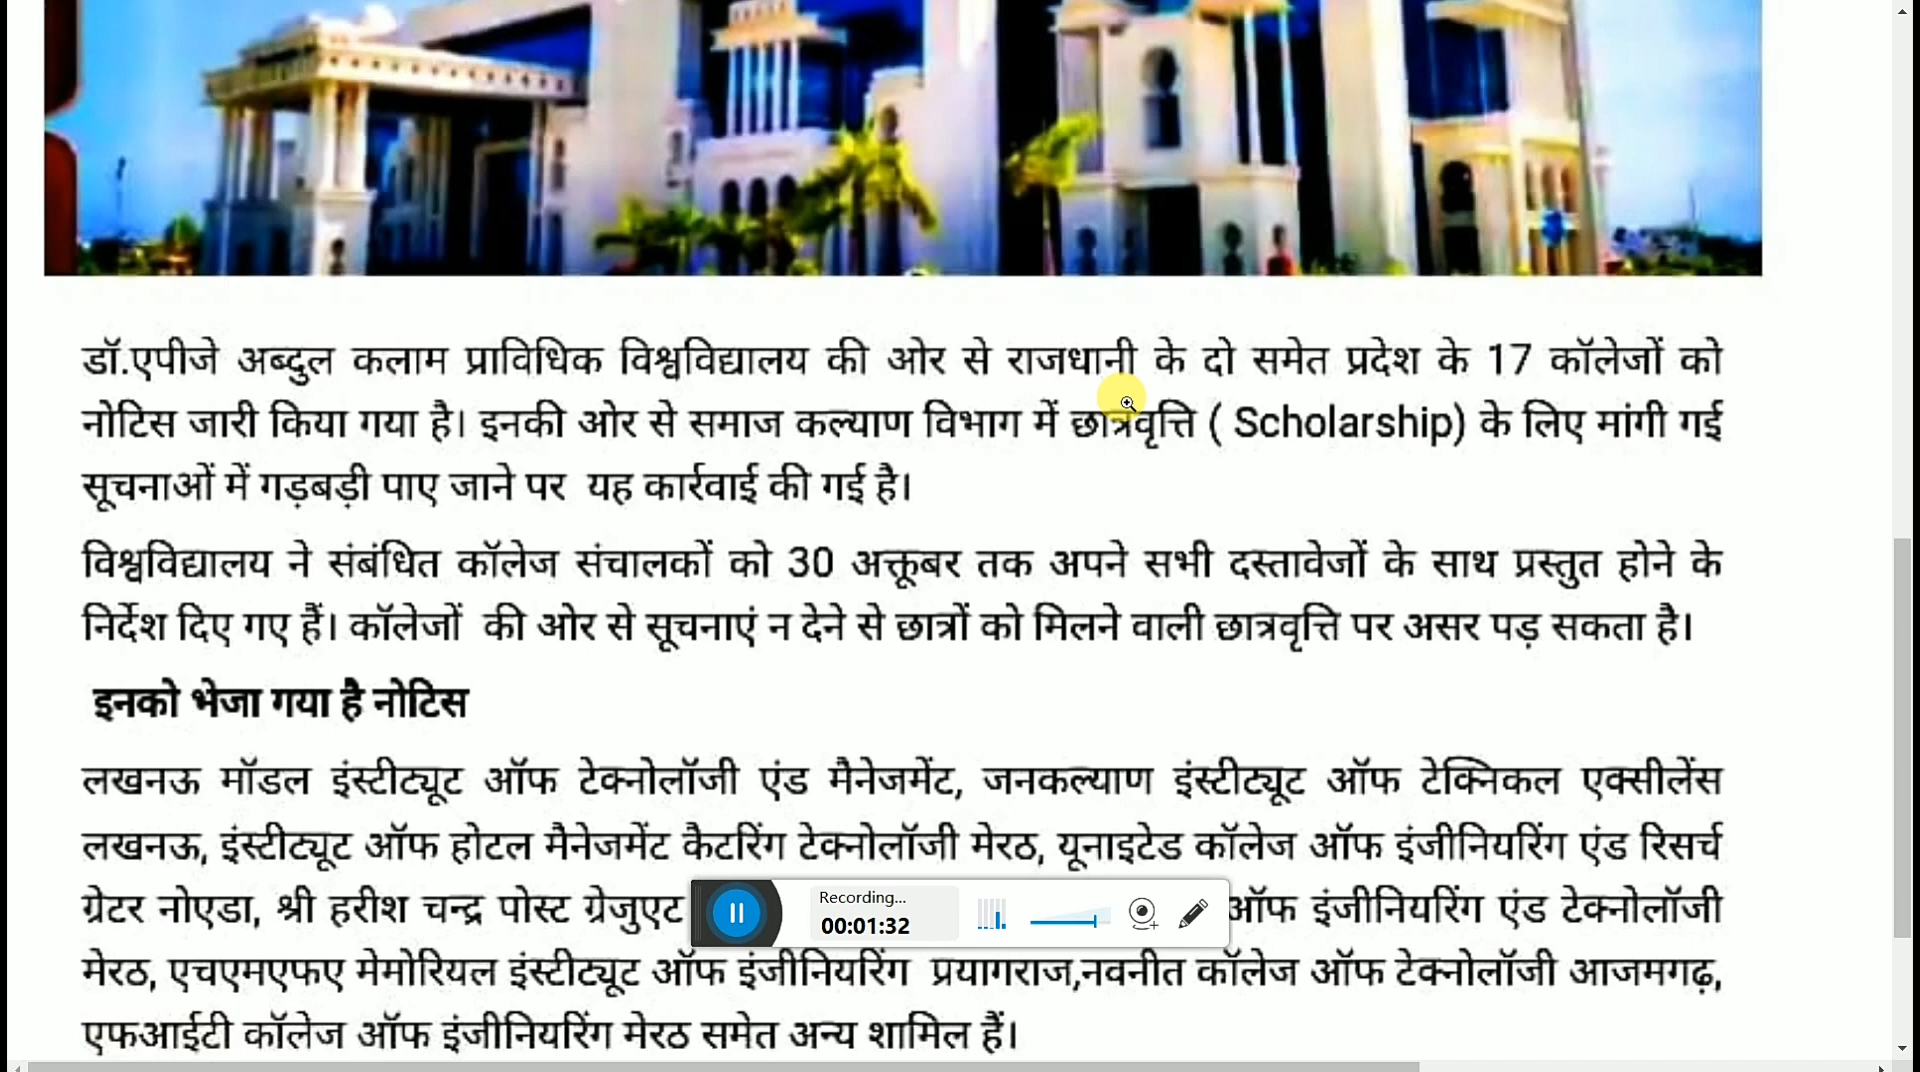 डॉ.एपीजे अब्दुल कलाम प्राविधिक विश्वविद्यालय की ओर से राजधानी के दो समेत प्रदेश के 17 कॉलेजों को
नोटिस जारी किया गया है। इनकी ओर से समाज कल्याण विभाग में छात्रवृत्ति ( Scholarship) के लिए मांगी गई
सूचनाओं में गड़बड़ी पाए जाने पर यह कार्रवाई की गई है।
विश्वविद्यालय ने संबंधित कॉलेज संचालकों को 30 अक्तूबर तक अपने सभी दस्तावेजों के साथ प्रस्तुत होने के
निर्देश दिए गए हैं। कॉलेजों की ओर से सूचनाएं न देने से छात्रों को मिलने वाली छात्रवृत्ति पर असर पड़ सकता है।
इनको भेजा गया है नोटिस
लखनऊ मॉडल इंस्टीट्यूट ऑफ टेक्नोलॉजी एंड मैनेजमेंट, जनकल्याण इंस्टीट्यूट ऑफ टेक्निकल एक्सीलेंस
लखनऊ, इंस्टीट्यूट ऑफ होटल मैनेजमेंट कैटरिंग टेक्नोलॉजी मेरठ, यूनाइटेड कॉलेज ऑफ इंजीनियरिंग एंड रिसर्च
ग्रेटर नोएडा, श्री हरीश चन्द्र पोस्ट ग्रेजुएट ऑफ इंजीनियरिंग एंड टेक्नोलॉजी
Recording...
00:01:32
मेरठ, एचएमएफए मेमोरियल इंस्टीट्यूट ऑफ इंजीनियरिंग प्रयागराज,नवनीत कॉलेज ऑफ टेक्नोलॉजी आजमगढ़,
एफआईटी कॉलेज ऑफ इंजीनियरिंग मेरठ समेत अन्य शामिल हैं।